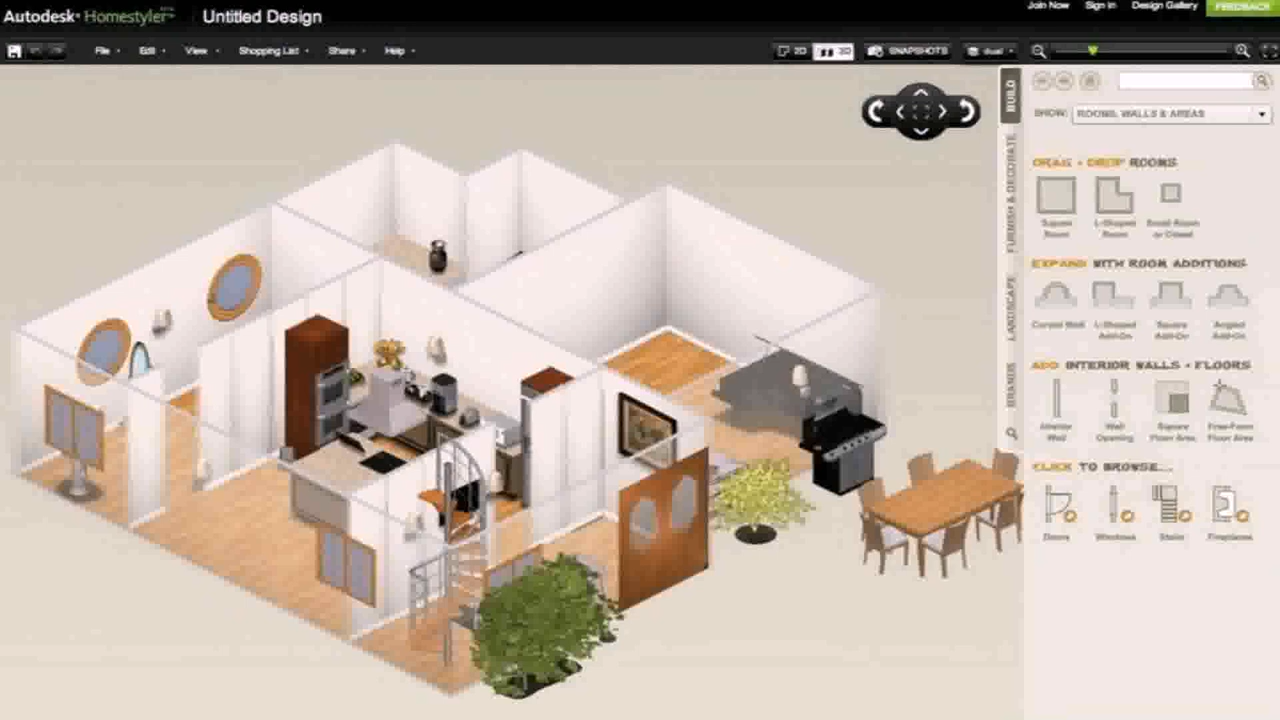 Autodesk® Homestyler™ BETA Untitled Design
Join Now Sign In Design Gallery FEEDBACK
File Edit View Shopping List Share Help
2D 3D SNAPSHOTS dual
BUILD
FURNISH & DECORATE
LANDSCAPE
BRANDS
SHOW: ROOMS, WALLS & AREAS
DRAG + DROP ROOMS
Square Room
L-Shaped Room
Small Room or Closet
EXPAND WITH ROOM ADDITIONS
Curved Wall
L-Shaped Add-On
Square Add-On
Angled Add-On
ADD INTERIOR WALLS + FLOORS
Interior Wall
Wall Opening
Square Floor Area
Free-Form Floor Area
CLICK TO BROWSE...
Doors Windows Stairs Fireplaces